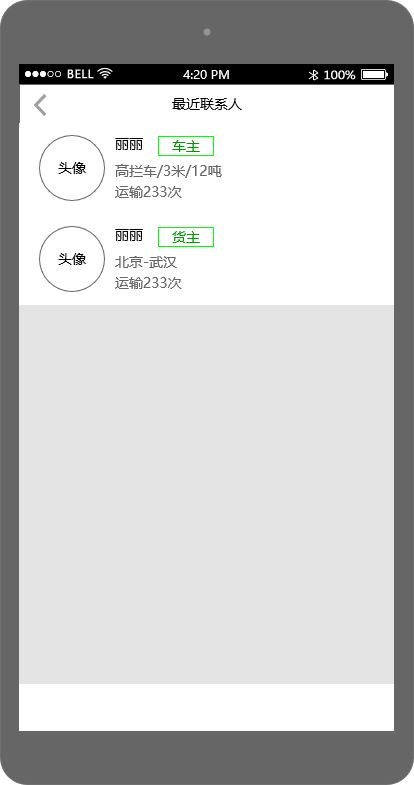 BELL 4:20 PM 100%
最近联系人
头像
丽丽 车主
高拦车/3米/12吨
运输233次
头像
丽丽 货主
北京-武汉
运输233次